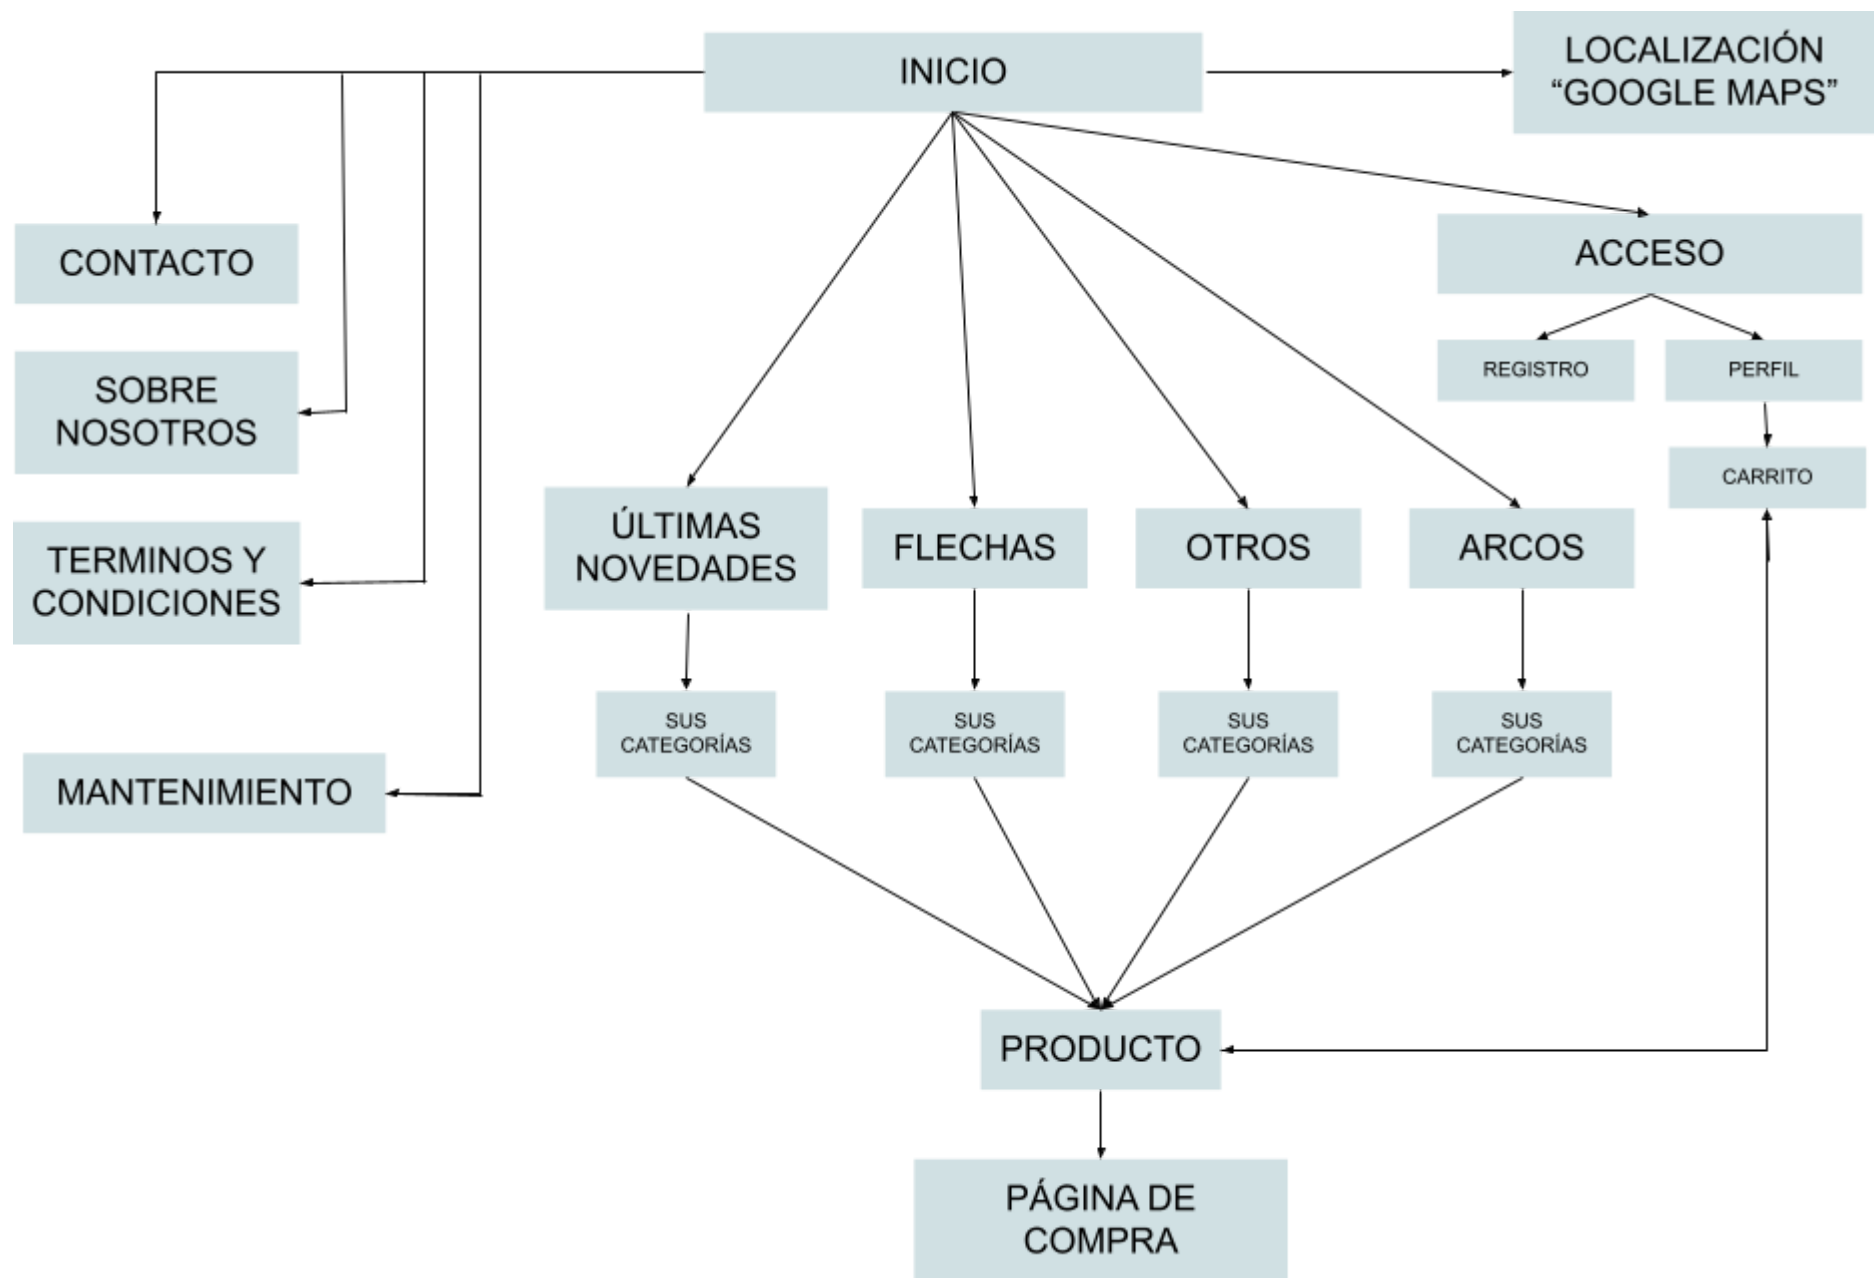 INICIO
LOCALIZACIÓN
“GOOGLE MAPS”
CONTACTO
ACCESO
SOBRE
NOSOTROS
REGISTRO
PERFIL
CARRITO
TERMINOS Y
CONDICIONES
ÚLTIMAS
NOVEDADES
FLECHAS
OTROS
ARCOS
SUS
CATEGORÍAS
SUS
CATEGORÍAS
SUS
CATEGORÍAS
SUS
CATEGORÍAS
MANTENIMIENTO
PRODUCTO
PÁGINA DE
COMPRA